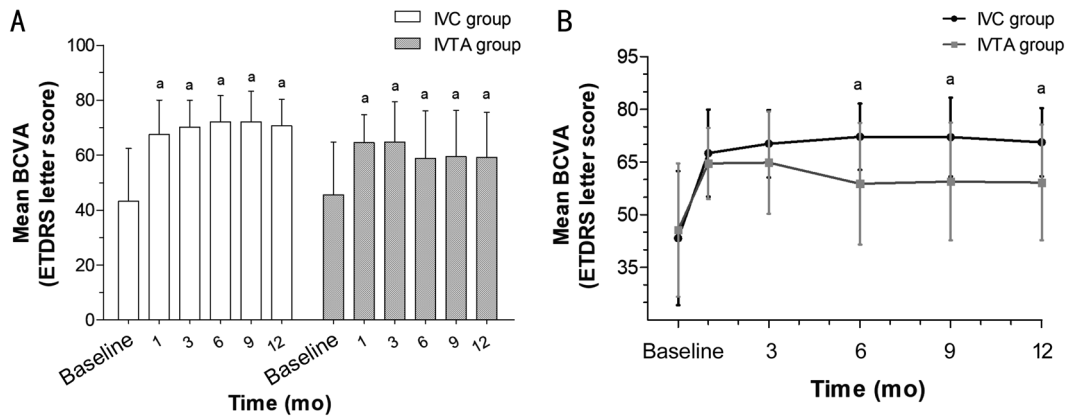 A
IVC group
IVTA group
Mean BCVA
(ETDRS letter score)
100
80
60
40
0
a a a a a
a a a a a
Baseline 1 3 6 9 12 Baseline 1 3 6 9 12
Time (mo)
B
IVC group
IVTA group
Mean BCVA
(ETDRS letter score)
95
80
65
50
35
a a a
Baseline 3 6 9 12
Time (mo)